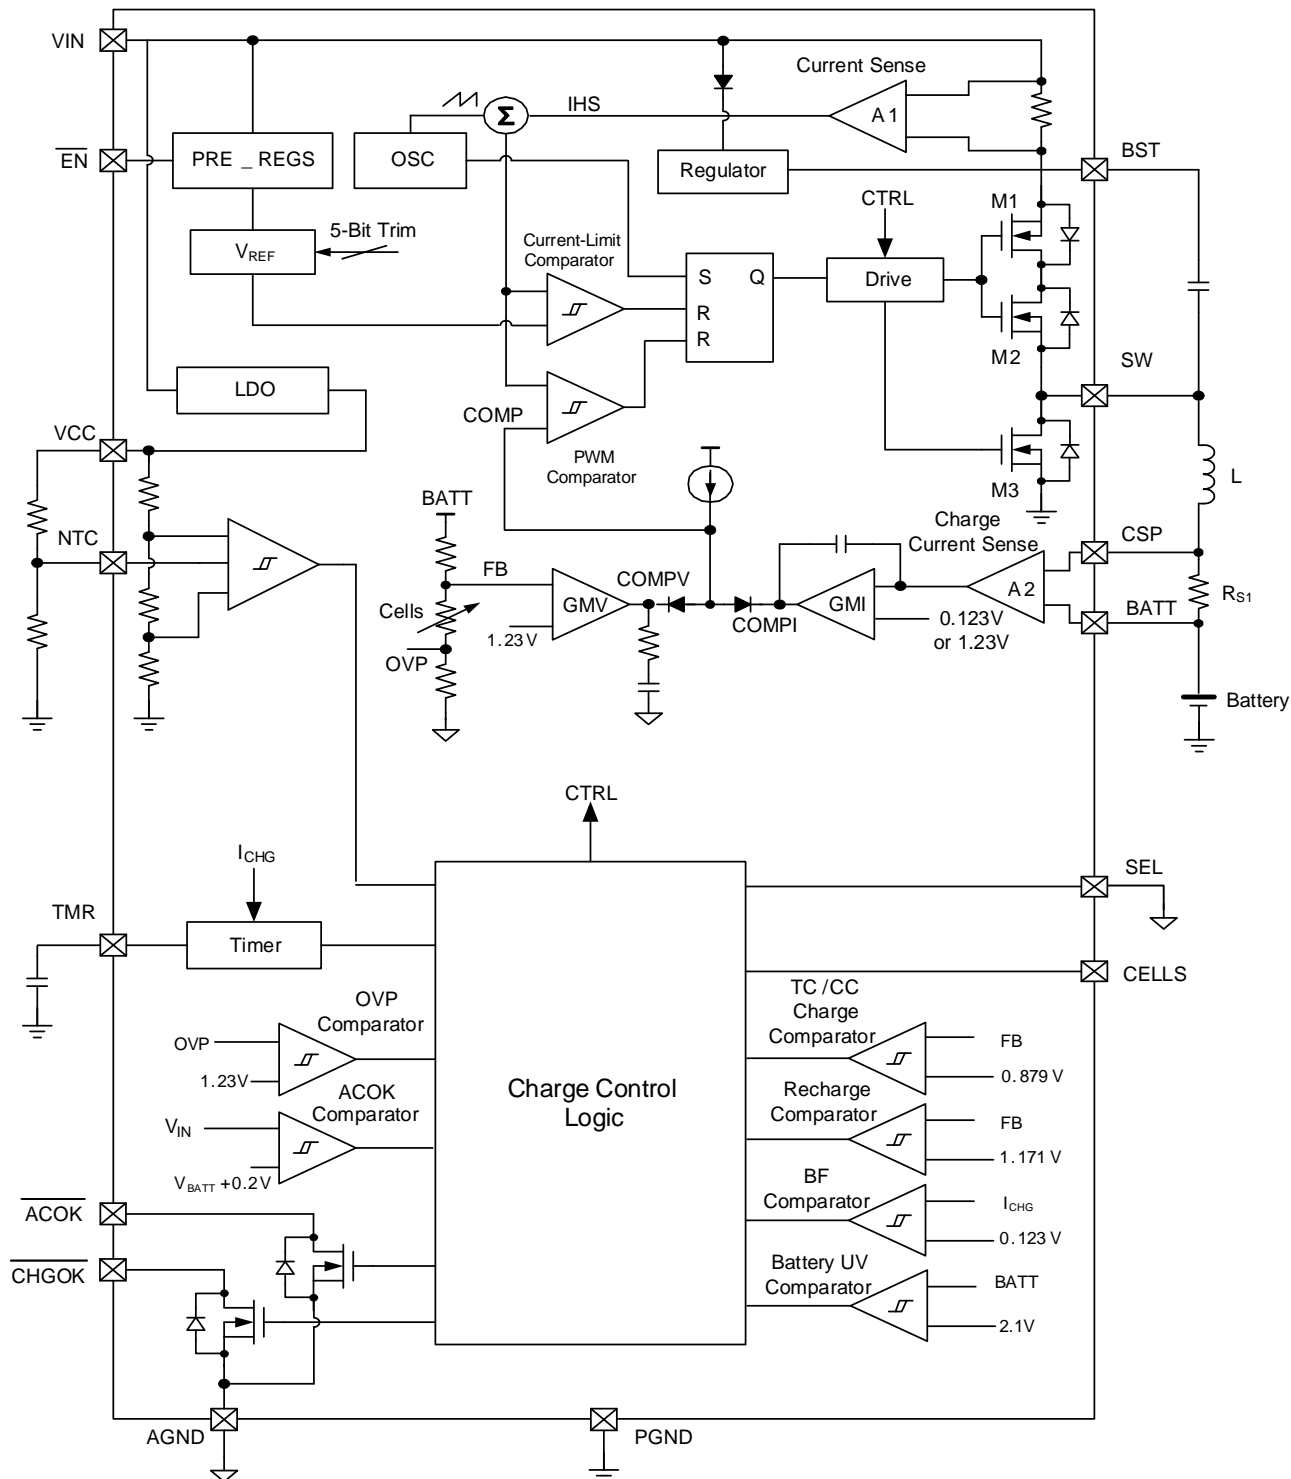 VIN
Current Sense
IHS
Σ
A1
EN
PRE _ REGS
OSC
Regulator
BST
CTRL
M1
5-Bit Trim
VREF
Current-Limit
Comparator
S
Q
Drive
R
R
M2
SW
LDO
COMP
VCC
PWM
Comparator
M3
L
BATT
NTC
Charge
Current Sense
CSP
FB
COMPV
GMV
GMI
A2
RS1
Cells
BATT
1.23V
COMPI
0.123V
or 1.23V
OVP
Battery
CTRL
ICHG
SEL
TMR
Timer
CELLS
TC /CC
Charge
Comparator
OVP
Comparator
OVP
FB
1.23V
0.879 V
Charge Control
Logic
ACOK
Comparator
Recharge
Comparator
VIN
FB
1.171 V
VBATT +0.2V
BF
Comparator
ICHG
ACOK
0.123 V
CHGOK
Battery UV
Comparator
BATT
2.1V
AGND
PGND